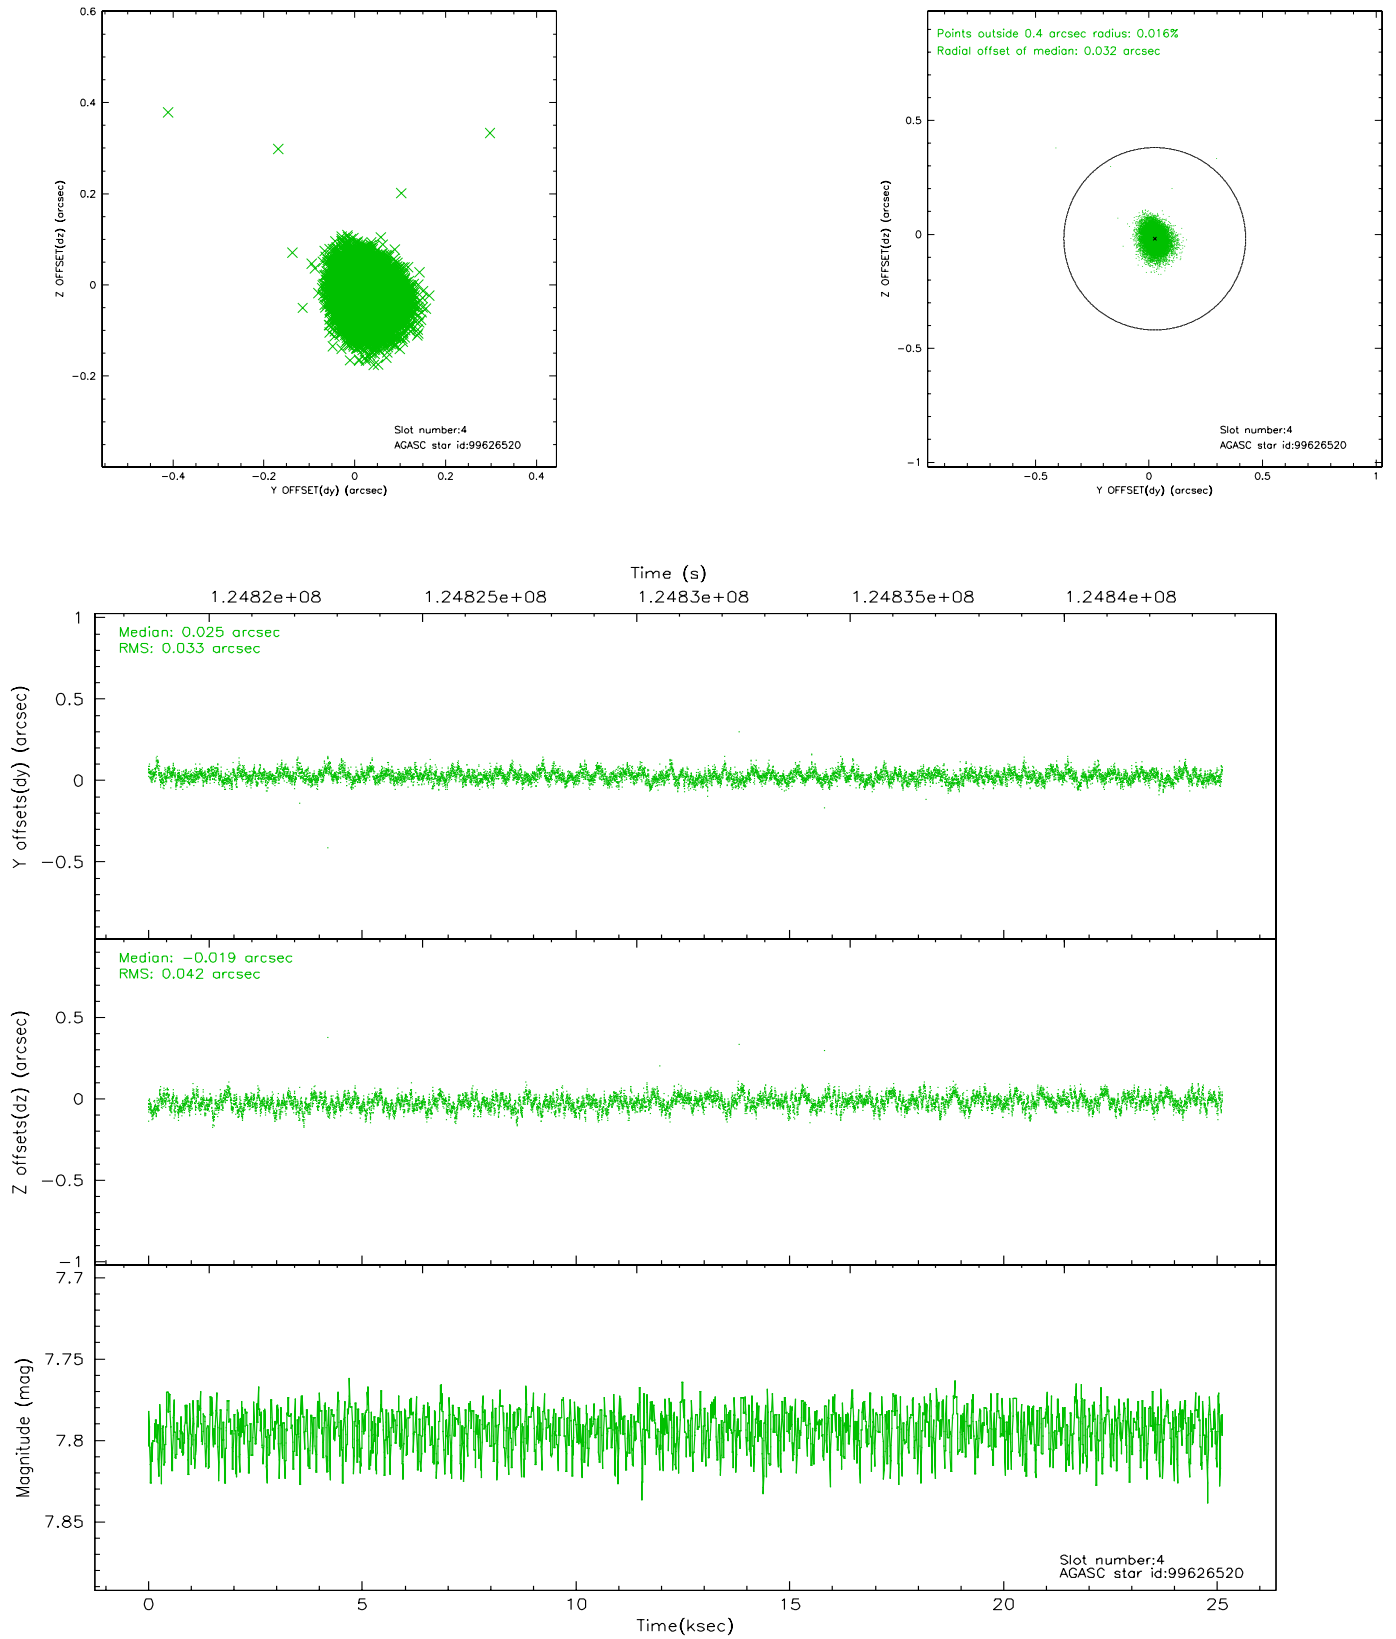 0.6
0.4
0.2
0
−0.2
Z OFFSET(dz) (arcsec)
Slot number:4
AGASC star id:99626520
−0.4 −0.2 0 0.2 0.4
Y OFFSET(dy) (arcsec)
Points outside 0.4 arcsec radius: 0.016%
Radial offset of median: 0.032 arcsec
0.5
0
−0.5
−1
Z OFFSET(dz) (arcsec)
Slot number:4
AGASC star id:99626520
−0.5 0 0.5 1
Y OFFSET(dy) (arcsec)
Time (s)
1.2482e+08 1.24825e+08 1.2483e+08 1.24835e+08 1.2484e+08
Median: 0.025 arcsec
RMS: 0.033 arcsec
1
0.5
0
−0.5
Y offsets(dy) (arcsec)
Median: −0.019 arcsec
RMS: 0.042 arcsec
0.5
0
−0.5
−1
Z offsets(dz) (arcsec)
7.7
7.75
7.8
7.85
Magnitude (mag)
Slot number:4
AGASC star id:99626520
0 5 10 15 20 25
Time(ksec)